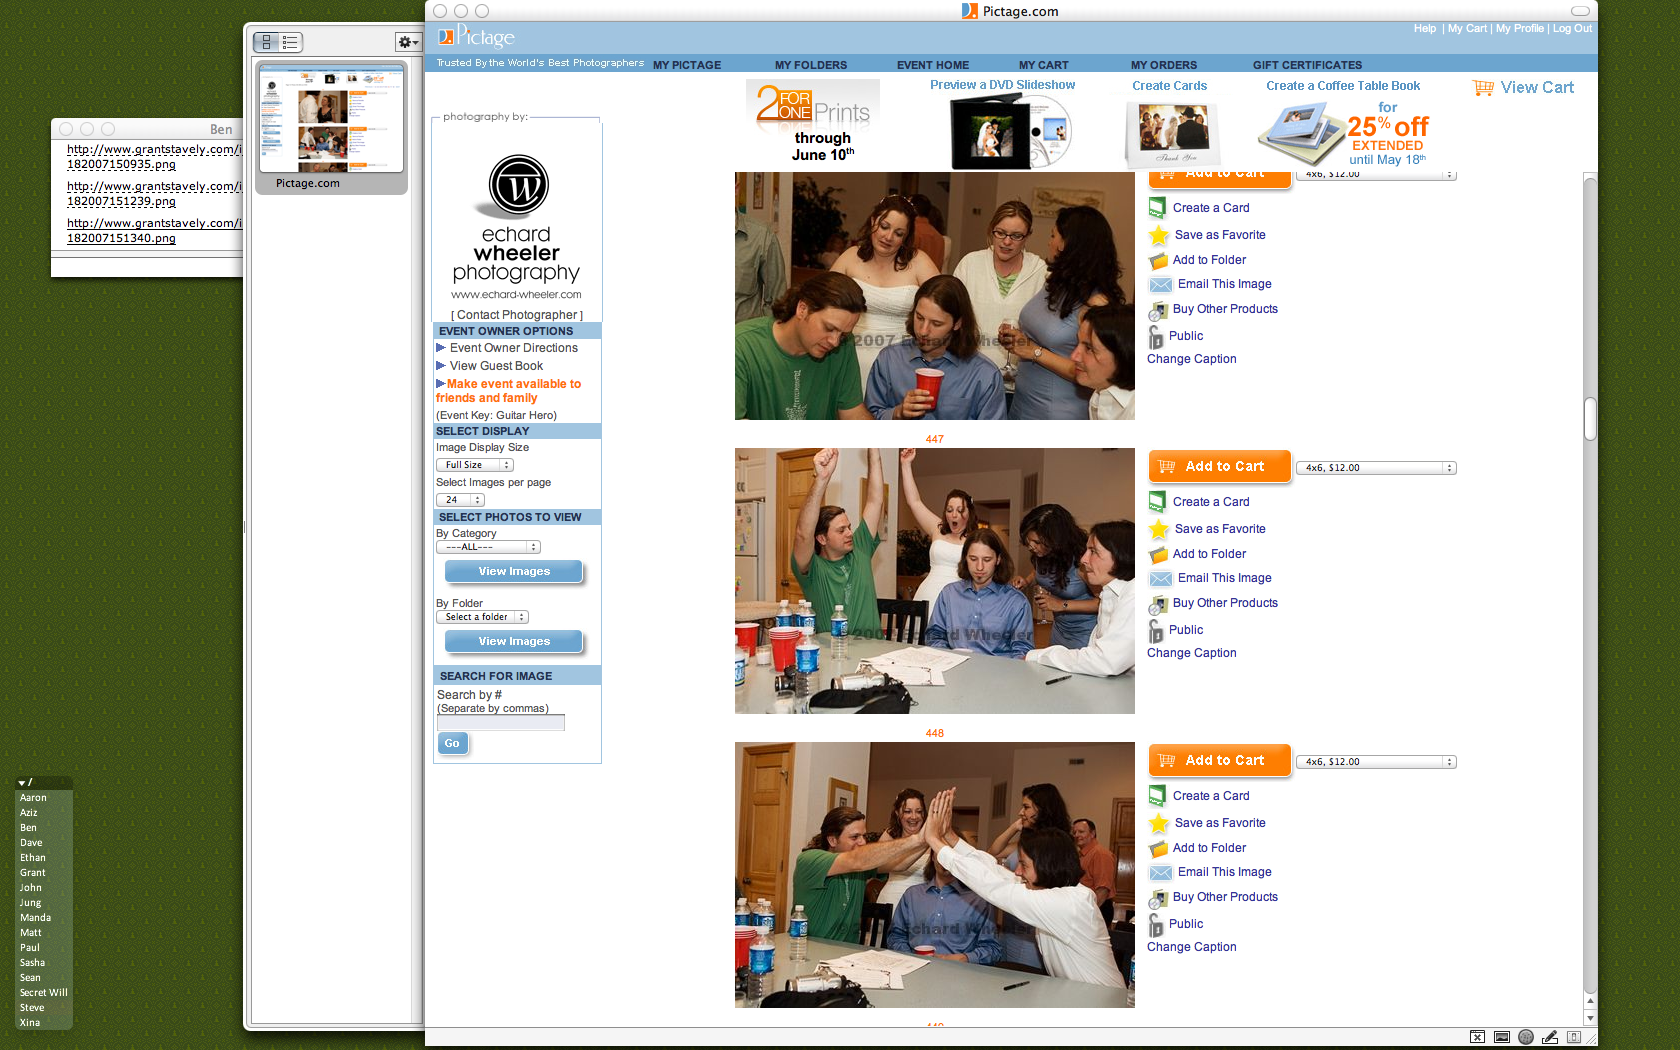 Pictage.com
Pictage
Help | My Cart | My Profile | Log Out
Trusted By the World's Best Photographers
MY PICTAGE
MY FOLDERS
EVENT HOME
MY CART
MY ORDERS
GIFT CERTIFICATES
2 FOR ONE Prints
through
June 10th
Preview a DVD Slideshow
Create Cards
Thank You
Create a Coffee Table Book
for
25% off
EXTENDED
until May 18th
View Cart
Ben
http://www.grantstavely.com/i
182007150935.png
http://www.grantstavely.com/i
182007151239.png
http://www.grantstavely.com/i
182007151340.png
Pictage.com
photography by:
echard
wheeler
photography
www.echard-wheeler.com
[ Contact Photographer ]
EVENT OWNER OPTIONS
Event Owner Directions
View Guest Book
Make event available to
friends and family
(Event Key: Guitar Hero)
SELECT DISPLAY
Image Display Size
Full Size
Select Images per page
24
SELECT PHOTOS TO VIEW
By Category
---ALL---
View Images
By Folder
Select a folder
View Images
SEARCH FOR IMAGE
Search by #
(Separate by commas)
Go
Add to Cart
4x6, $12.00
Create a Card
Save as Favorite
Add to Folder
Email This Image
Buy Other Products
Public
Change Caption
©2007 Echard Wheeler
447
Add to Cart
4x6, $12.00
Create a Card
Save as Favorite
Add to Folder
Email This Image
Buy Other Products
Public
Change Caption
©2007 Echard Wheeler
448
Add to Cart
4x6, $12.00
Create a Card
Save as Favorite
Add to Folder
Email This Image
Buy Other Products
Public
Change Caption
©2007 Echard Wheeler
449
/
Aaron
Aziz
Ben
Dave
Ethan
Grant
John
Jung
Manda
Matt
Paul
Sasha
Sean
Secret Will
Steve
Xina